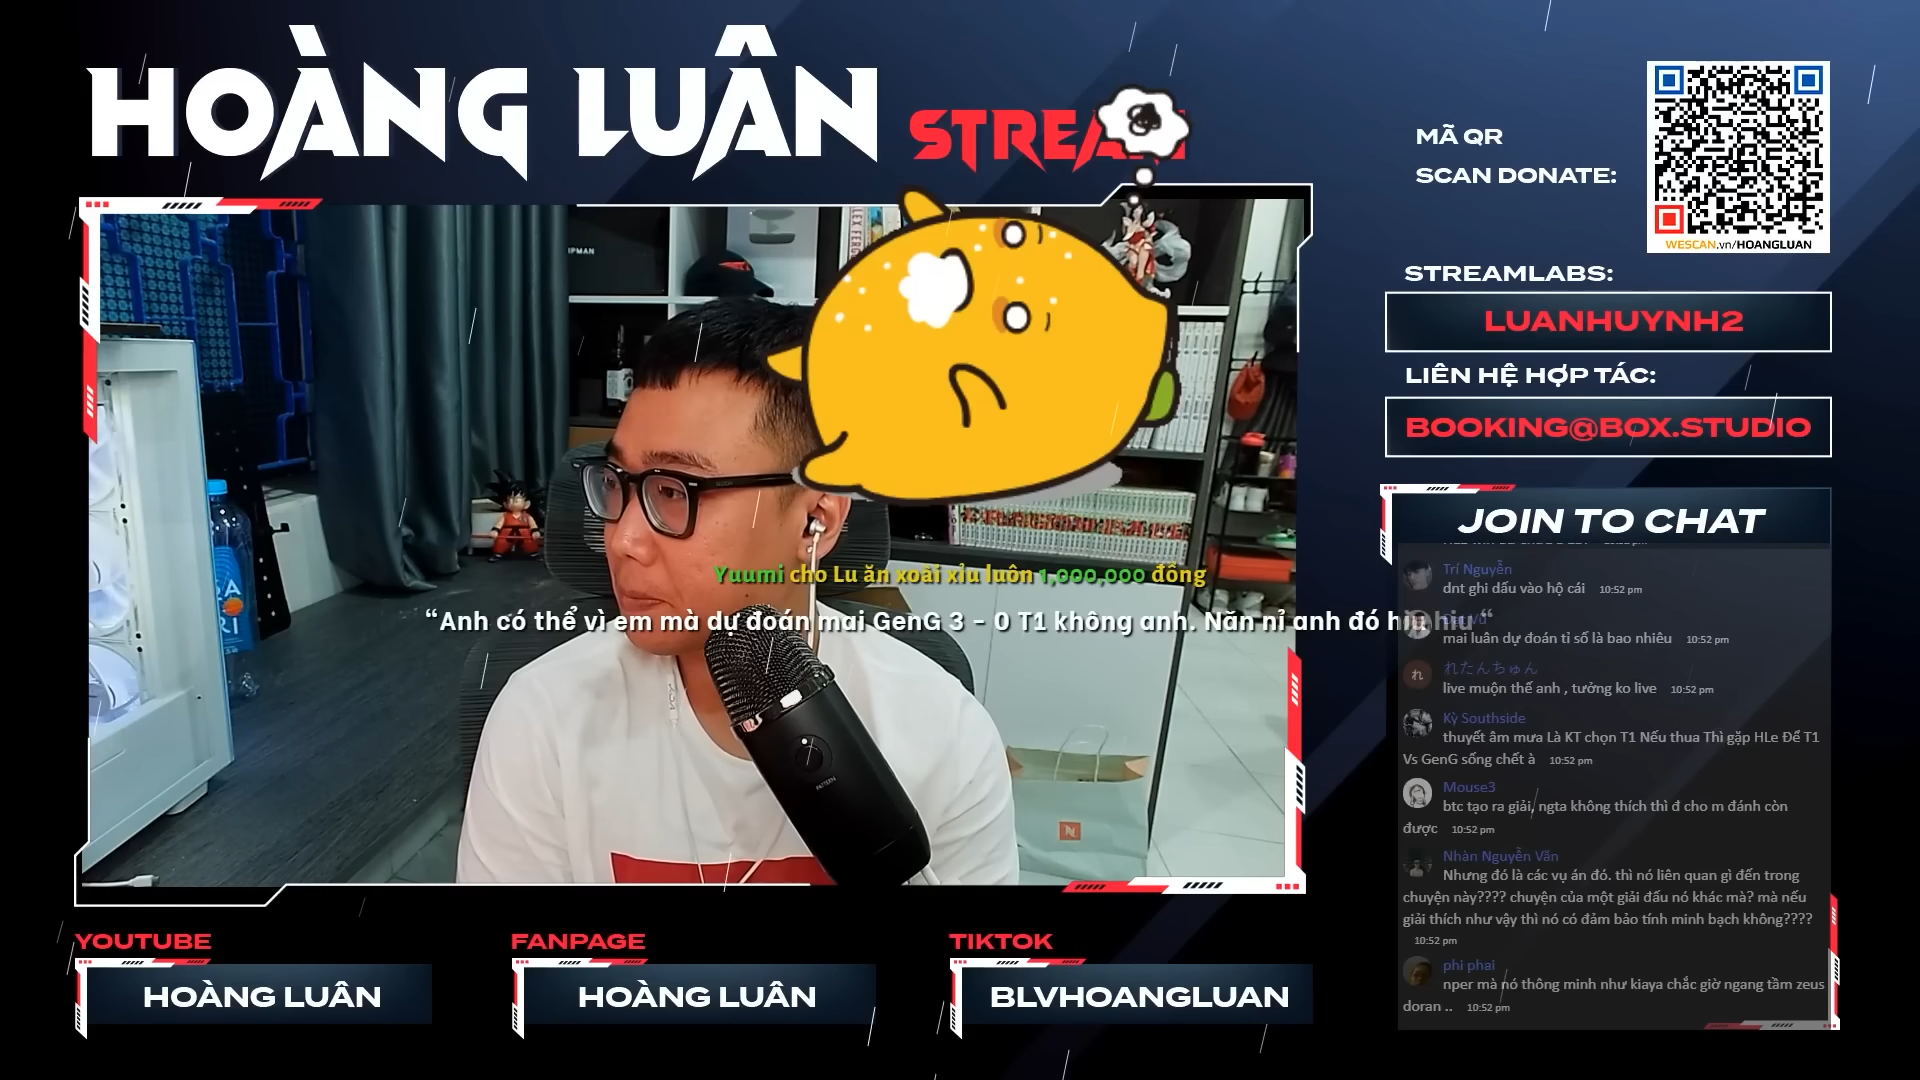 HOÀNG LUÂN STREAM
MÃ QR
SCAN DONATE:
WESCAN.vn/HOANGLUAN
STREAMLABS:
LUANHUYNH2
LIÊN HỆ HỢP TÁC:
BOOKING@BOX.STUDIO
IPMAN
Yuumi cho Lu ăn xoài xỉu luôn 1,000,000 đồng
“Anh có thể vì em mà dự đoán mai GenG 3 - 0 T1 không anh. Năn nỉ anh đó hiu hiu“
JOIN TO CHAT
Trí Nguyễn
dnt ghi dấu vào hộ cái 10:52 pm
mai luân dự đoán tỉ số là bao nhiêu 10:52 pm
れたんちゅん
live muộn thế anh , tưởng ko live 10:52 pm
Kỳ Southside
thuyết âm mưa Là KT chọn T1 Nếu thua Thì gặp HLe Để T1
Vs GenG sống chết à 10:52 pm
Mouse3
btc tạo ra giải, ngta không thích thì đ cho m đánh còn
được 10:52 pm
Nhàn Nguyễn Văn
Nhưng đó là các vụ án đó. thì nó liên quan gì đến trong
chuyện này???? chuyện của một giải đấu nó khác mà? mà nếu
giải thích như vậy thì nó có đảm bảo tính minh bạch không????
10:52 pm
phi phai
nper mà nó thông minh như kiaya chắc giờ ngang tầm zeus
doran .. 10:52 pm
YOUTUBE
HOÀNG LUÂN
FANPAGE
HOÀNG LUÂN
TIKTOK
BLVHOANGLUAN